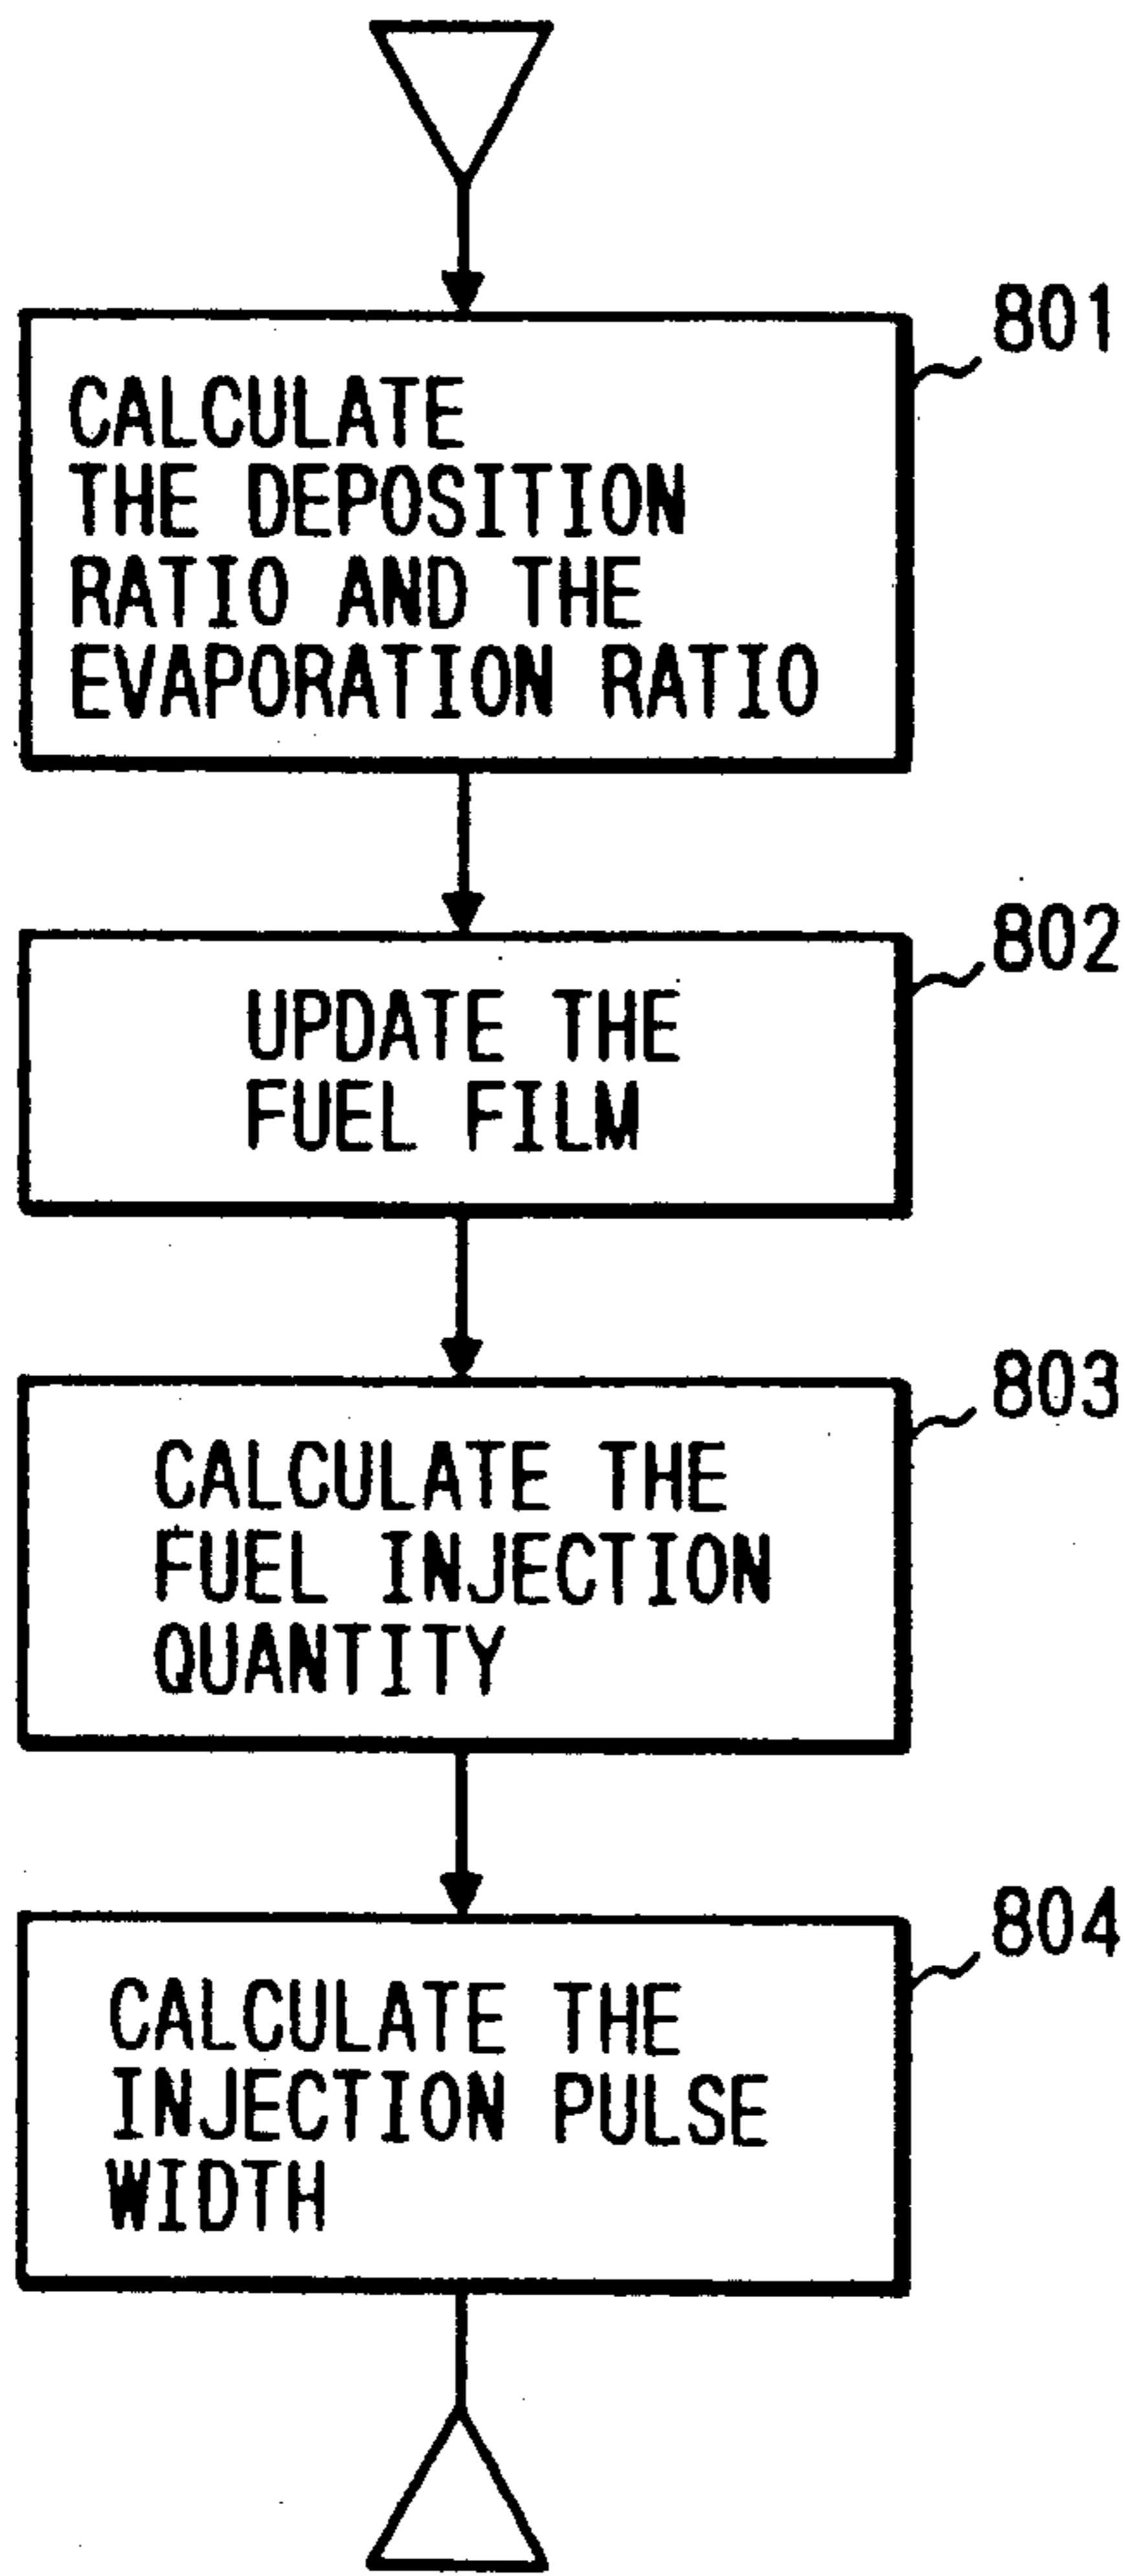 801
CALCULATE
THE DEPOSITION
RATIO AND THE
EVAPORATION RATIO
802
UPDATE THE
FUEL FILM
803
CALCULATE THE
FUEL INJECTION
QUANTITY
804
CALCULATE THE
INJECTION PULSE
WIDTH